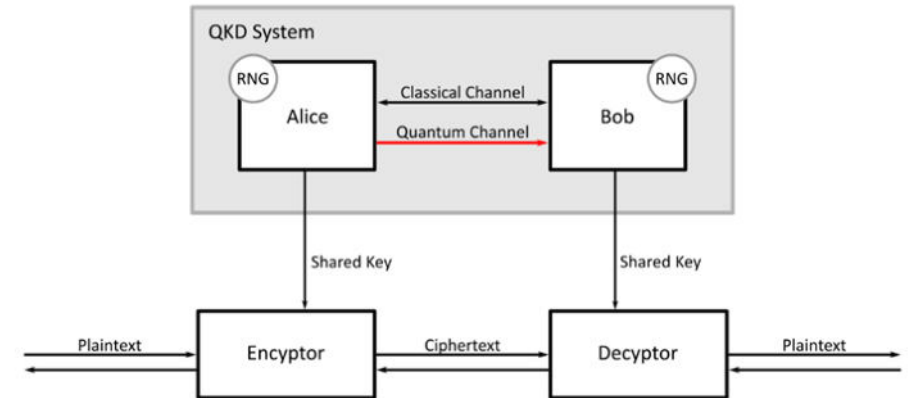 QKD System
RNG
RNG
Alice
Classical Channel
Bob
Quantum Channel
Shared Key
Shared Key
Plaintext
Encyptor
Ciphertext
Decyptor
Plaintext